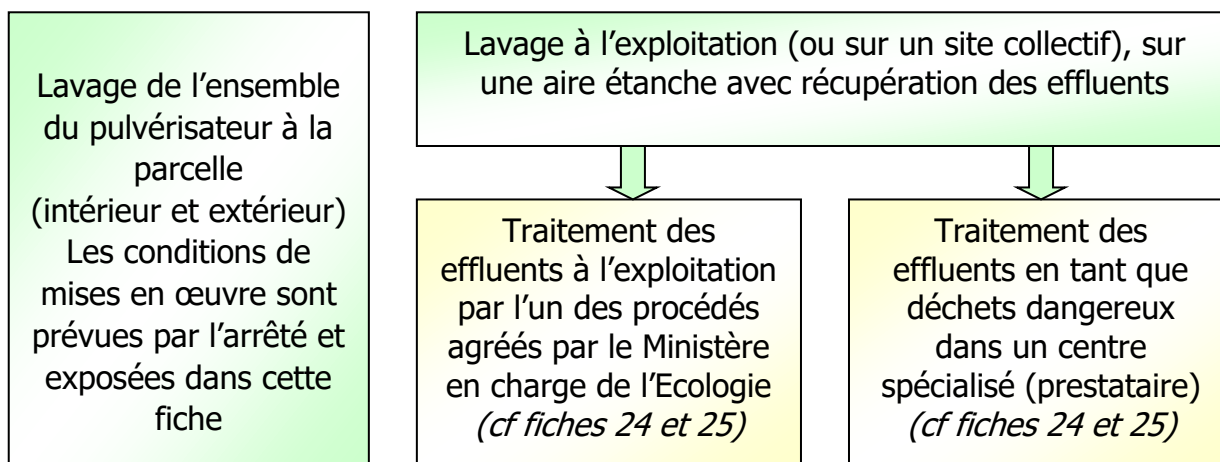 Lavage de l’ensemble
du pulvérisateur à la
parcelle
(intérieur et extérieur)
Les conditions de
mises en œuvre sont
prévues par l’arrêté et
exposées dans cette
fiche
Lavage à l’exploitation (ou sur un site collectif), sur
une aire étanche avec récupération des effluents
Traitement des
effluents à l’exploitation
par l’un des procédés
agréés par le Ministère
en charge de l’Ecologie
(cf fiches 24 et 25)
Traitement des
effluents en tant que
déchets dangereux
dans un centre
spécialisé (prestataire)
(cf fiches 24 et 25)